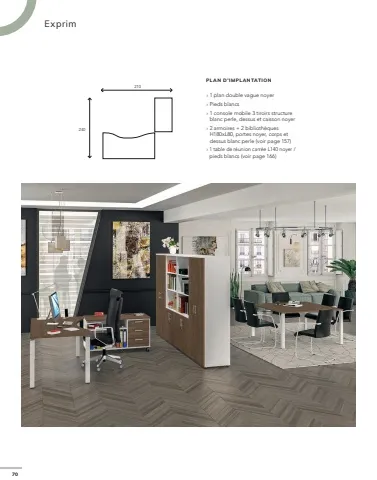 Exprim
PLAN D'IMPLANTATION
› 1 plan double vague noyer
› Pieds blancs
› 1 console mobile 3 tiroirs structure
blanc perle, dessus et caisson noyer
› 2 armoires + 2 bibliothèques
H180xL80, portes noyer, corps et
dessus blanc perle (voir page 157)
› 1 table de réunion carrée L140 noyer /
pieds blancs (voir page 166)
70